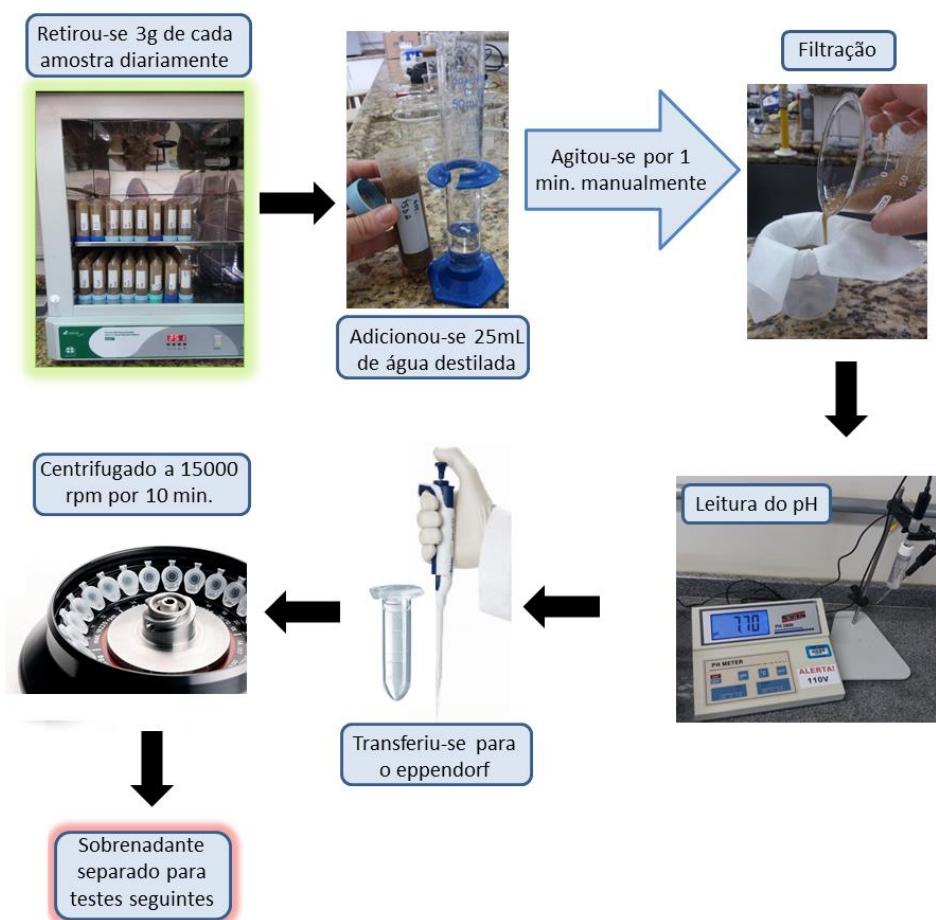 Retirou-se 3g de cada
amostra diariamente
Filtração
Agitou-se por 1
min. manualmente
Adicionou-se 25mL
de água destilada
Centrifugado a 15000
rpm por 10 min.
Leitura do pH
770
PH METER
ALERTA!
110V
Transferiu-se para
o eppendorf
Sobrenadante
separado para
testes seguintes